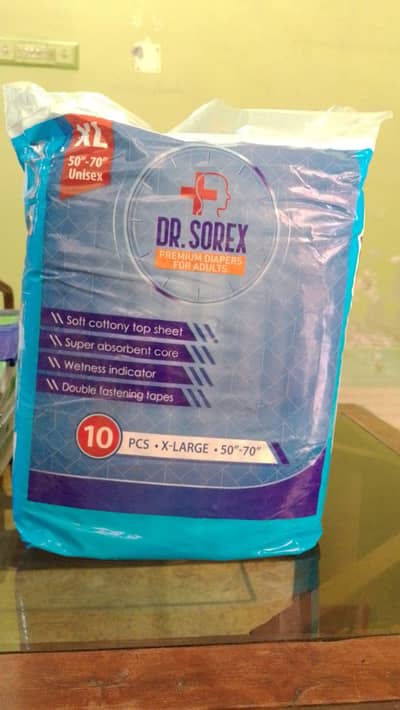 XL
50"-70"
Unisex
DR. SOREX
PREMIUM DIAPERS
FOR ADULTS
Soft cottony top sheet
Super absorbent core
Wetness indicator
Double fastening tapes
10 PCS • X-LARGE • 50"-70"